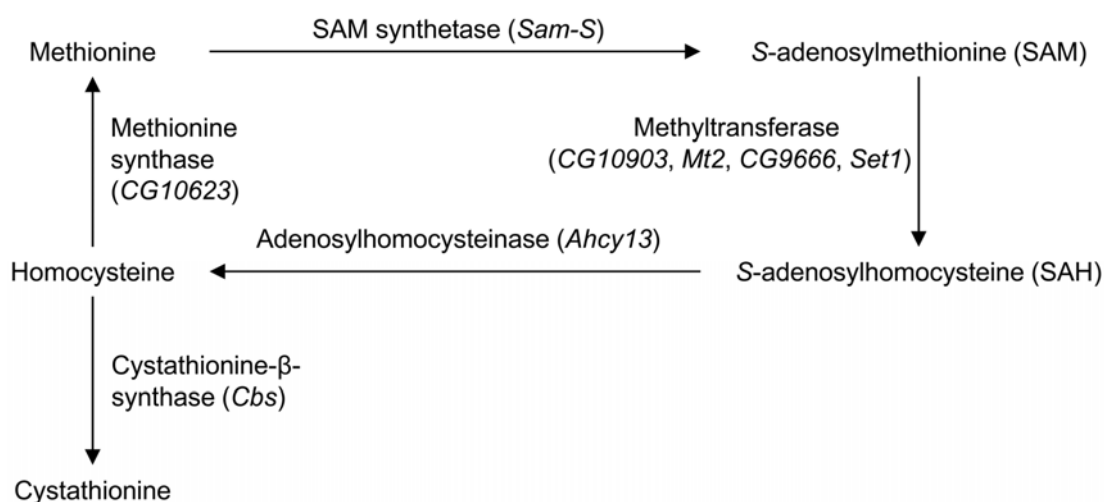 SAM synthetase (Sam-S)
Methionine
S-adenosylmethionine (SAM)
Methionine
synthase
(CG10623)
Methyltransferase
(CG10903, Mt2, CG9666, Set1)
Adenosylhomocysteinase (Ahcy13)
Homocysteine
S-adenosylhomocysteine (SAH)
Cystathionine-β-
synthase (Cbs)
Cystathionine